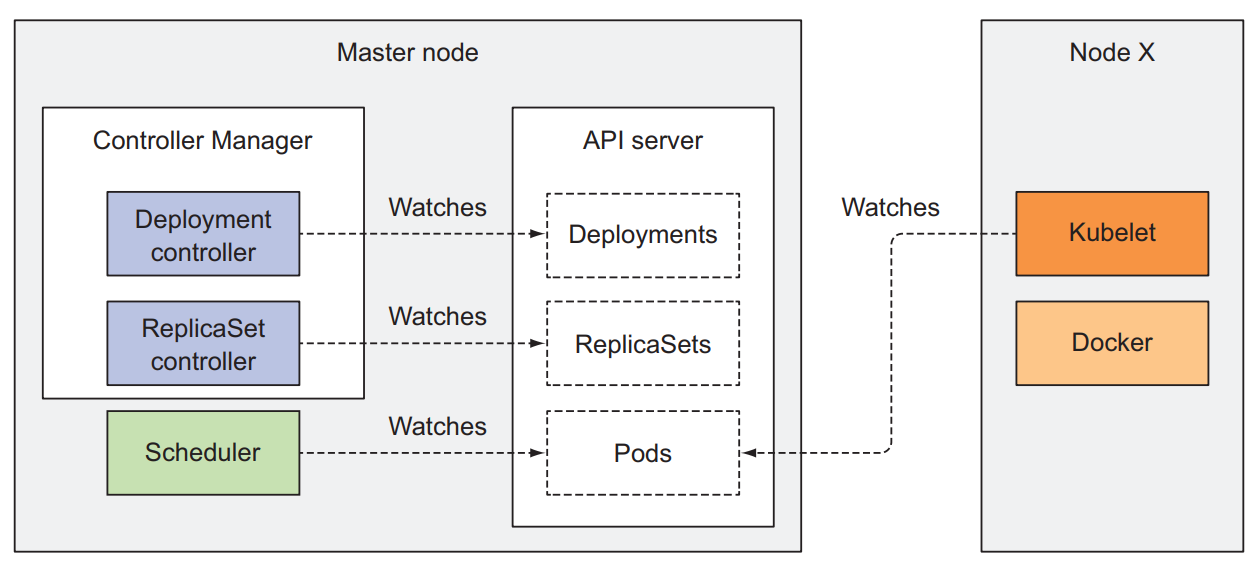 Master node
Controller Manager
Deployment
controller
ReplicaSet
controller
Scheduler
Watches
Watches
Watches
API server
Deployments
ReplicaSets
Pods
Watches
Node X
Kubelet
Docker